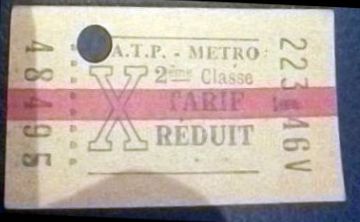 48495
A.T.P. - METRO
X
2ème Classe
TARIF
RÉDUIT
223 46V